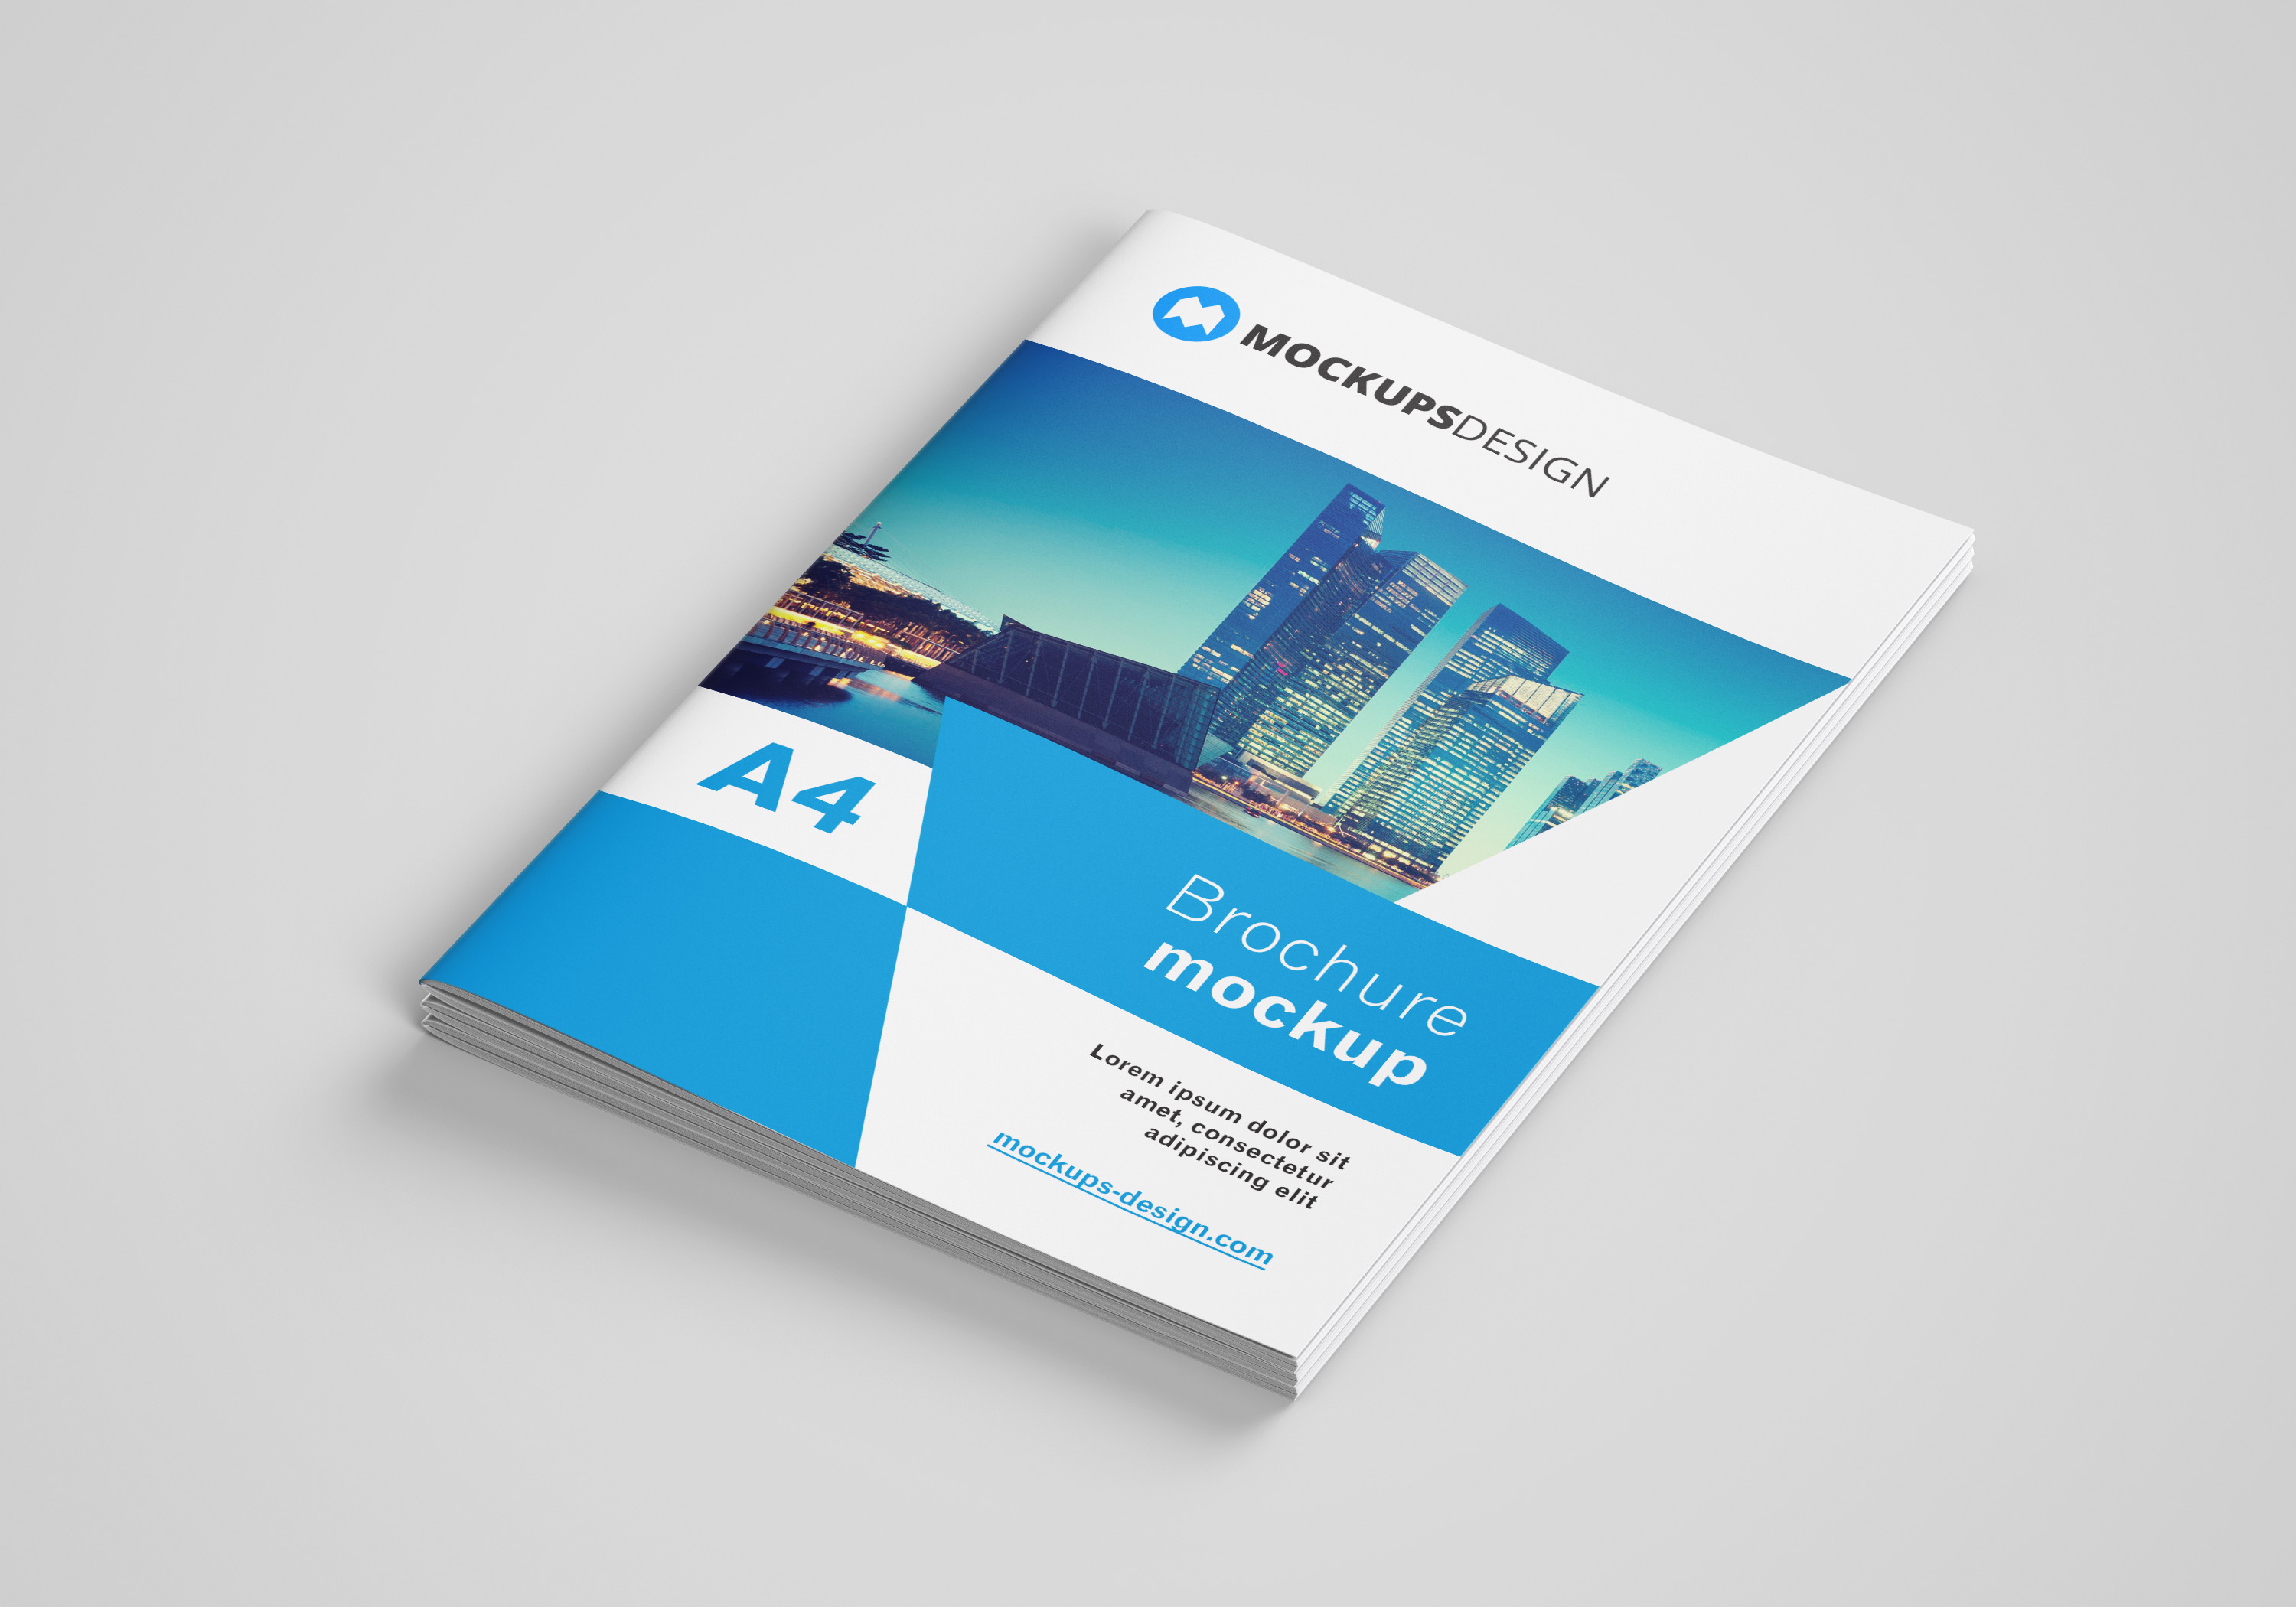 MOCKUPSDESIGN
A4
Brochure
mockup
Lorem ipsum dolor sit
amet, consectetur
adipiscing elit
mockups-design.com